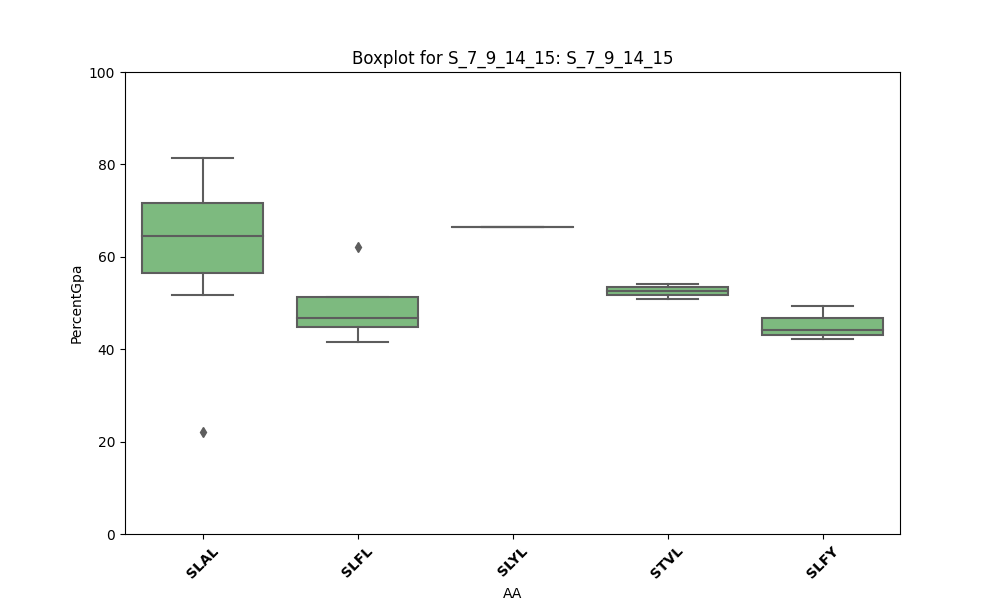 Boxplot for S_7_9_14_15: S_7_9_14_15
100
80
60
40
20
0
PercentGpa
SLAL
SLFL
SLYL
STVL
SLFY
AA